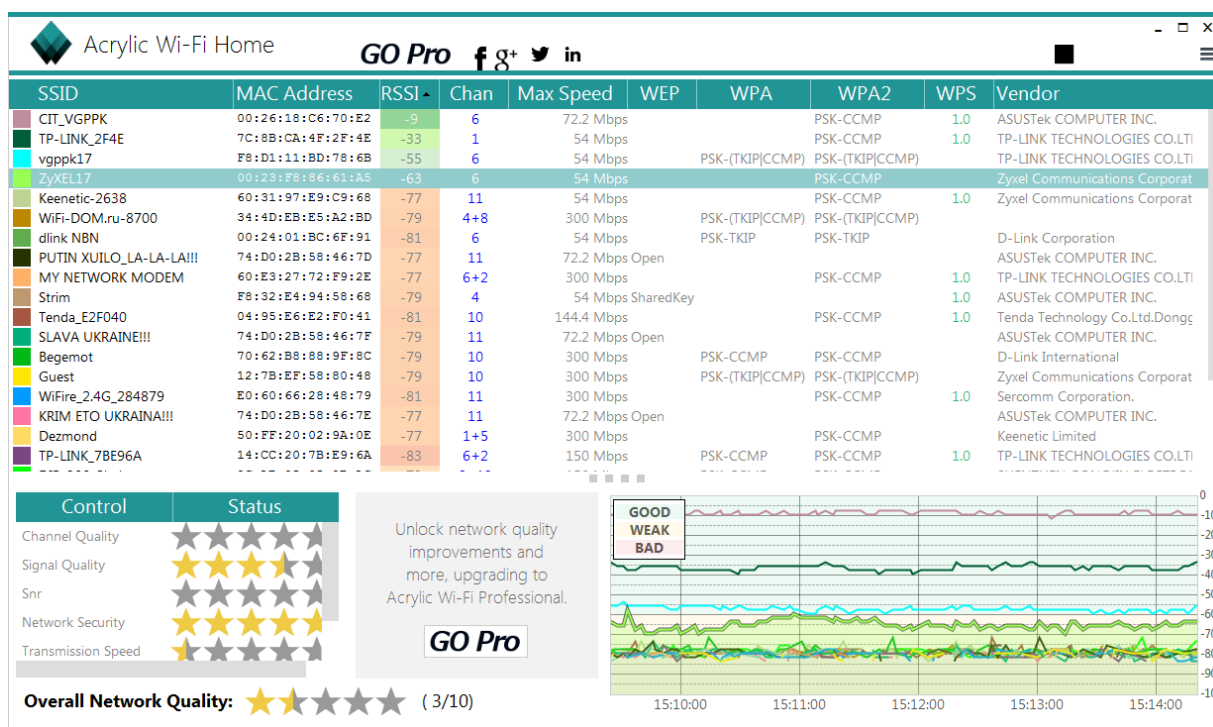 Acrylic Wi-Fi Home GO Pro f g+ in
SSID MAC Address RSSI Chan Max Speed WEP WPA WPA2 WPS Vendor
CIT_VGPPK 00:26:18:C6:70:E2 -9 6 72.2 Mbps PSK-CCMP 1.0 ASUSTek COMPUTER INC.
TP-LINK_2F4E 7C:8B:CA:4F:2F:4E -33 1 54 Mbps PSK-CCMP 1.0 TP-LINK TECHNOLOGIES CO.LT
vgppk17 F8:D1:11:BD:78:6B -55 6 54 Mbps PSK-(TKIP|CCMP) PSK-(TKIP|CCMP) TP-LINK TECHNOLOGIES CO.LT
ZyXEL17 00:23:F8:B6:61:A5 -63 6 54 Mbps PSK-CCMP Zyxel Communications Corporat
Keenetic-2638 60:31:97:E9:C9:68 -77 11 54 Mbps PSK-CCMP 1.0 Zyxel Communications Corporat
WiFi-DOM.ru-8700 34:4D:EB:E5:A2:BD -79 4+8 300 Mbps PSK-(TKIP|CCMP) PSK-(TKIP|CCMP)
dlink NBN 00:24:01:BC:6F:91 -81 6 54 Mbps PSK-TKIP PSK-TKIP D-Link Corporation
PUTIN XUILO_LA-LA-LA!!! 74:D0:2B:58:46:7D -77 11 72.2 Mbps Open ASUSTek COMPUTER INC.
MY NETWORK MODEM 60:E3:27:72:F9:2E -77 6+2 300 Mbps PSK-CCMP 1.0 TP-LINK TECHNOLOGIES CO.LT
Strim F8:32:E4:94:58:68 -79 4 54 Mbps SharedKey 1.0 ASUSTek COMPUTER INC.
Tenda_E2F040 04:95:E6:E2:F0:41 -81 10 144.4 Mbps PSK-CCMP 1.0 Tenda Technology Co.Ltd.Dongg
SLAVA UKRAINE!!! 74:D0:2B:58:46:7F -79 11 72.2 Mbps Open ASUSTek COMPUTER INC.
Begemot 70:62:B8:88:9F:8C -79 10 300 Mbps PSK-CCMP PSK-CCMP D-Link International
Guest 12:7B:EF:58:80:48 -79 10 300 Mbps PSK-(TKIP|CCMP) PSK-(TKIP|CCMP) Zyxel Communications Corporat
WiFire_2.4G_284879 E0:60:66:28:48:79 -81 11 300 Mbps PSK-CCMP 1.0 Sercomm Corporation.
KRIM ETO UKRAINA!!! 74:D0:2B:58:46:7E -77 11 72.2 Mbps Open ASUSTek COMPUTER INC.
Dezmond 50:FF:20:02:9A:0E -77 1+5 300 Mbps PSK-CCMP Keenetic Limited
TP-LINK_7BE96A 14:CC:20:7B:E9:6A -83 6+2 150 Mbps PSK-CCMP PSK-CCMP 1.0 TP-LINK TECHNOLOGIES CO.LT
Control Status
Channel Quality
Signal Quality
Snr
Network Security
Transmission Speed
Overall Network Quality: ( 3/10)
Unlock network quality
improvements and
more, upgrading to
Acrylic Wi-Fi Professional.
GO Pro
GOOD
WEAK
BAD
0
-10
-20
-30
-40
-50
-60
-70
-80
-90
-10
15:10:00 15:11:00 15:12:00 15:13:00 15:14:00